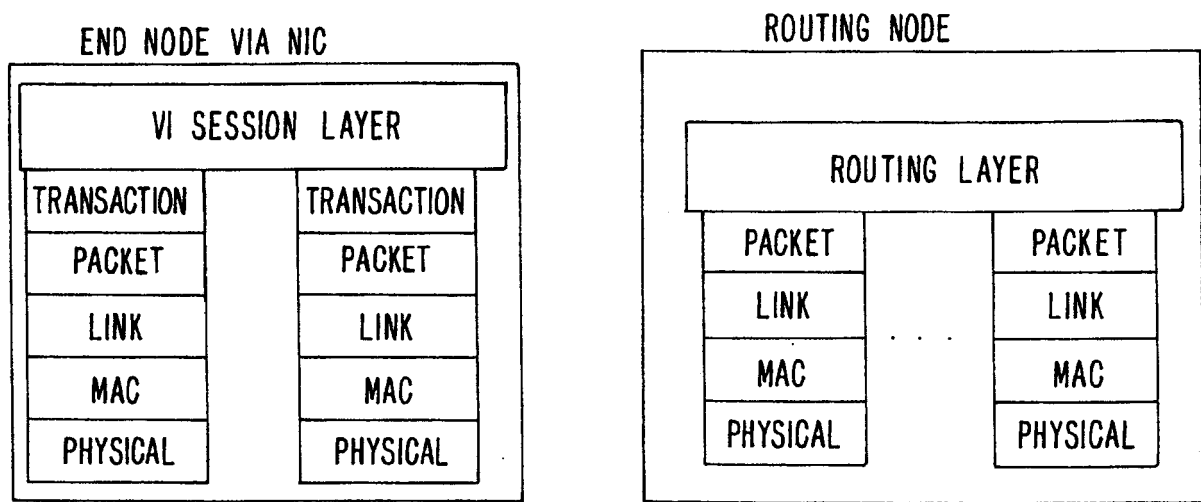 END NODE VIA NIC
VI SESSION LAYER
TRANSACTION TRANSACTION
PACKET PACKET
LINK LINK
MAC MAC
PHYSICAL PHYSICAL
ROUTING NODE
ROUTING LAYER
PACKET PACKET
LINK LINK
. . .
MAC MAC
PHYSICAL PHYSICAL